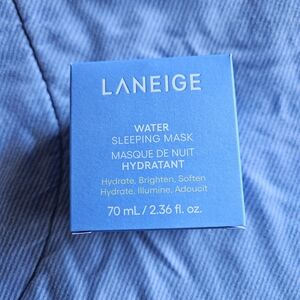 LANEIGE
WATER
SLEEPING MASK
MASQUE DE NUIT
HYDRATANT
Hydrate, Brighten, Soften
Hydrate, Illumine, Adoucit
70 mL / 2.36 fl. oz.